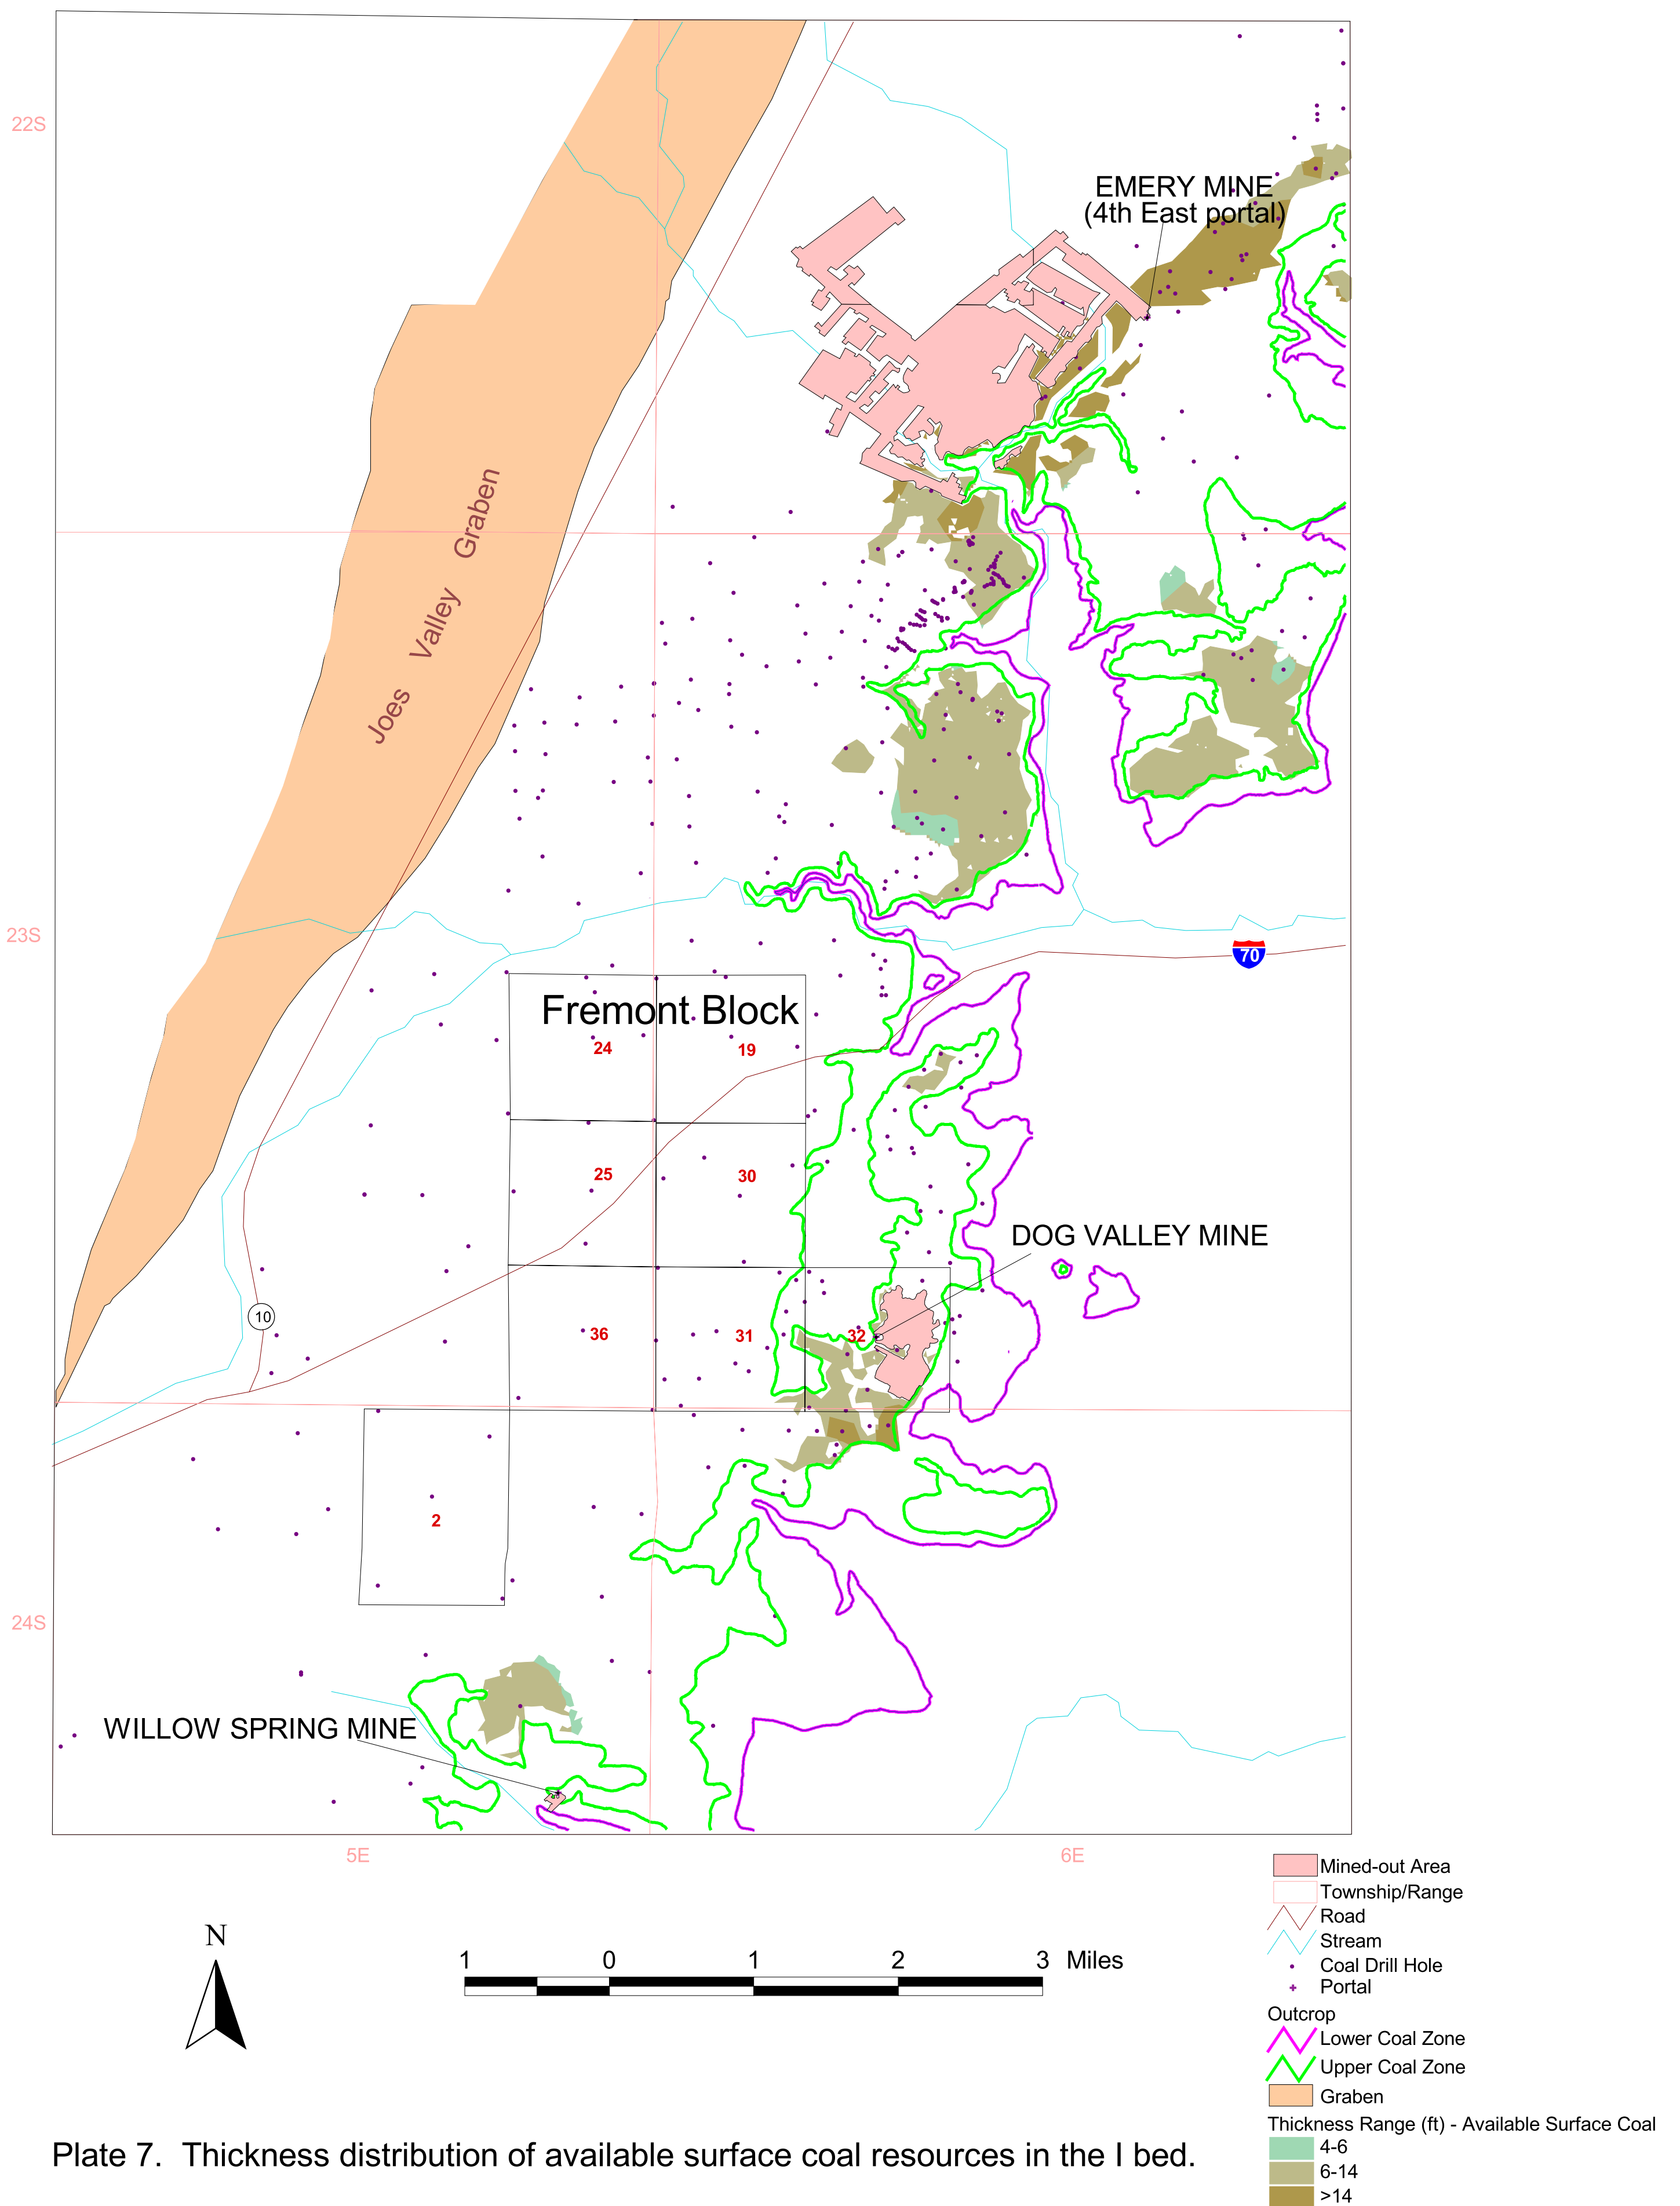 22S
EMERY MINE
(4th East portal)
Joes Valley Graben
23S
70
Fremont Block
24
19
25
30
DOG VALLEY MINE
10
36
31
32
2
24S
WILLOW SPRING MINE
5E
6E
Mined-out Area
Township/Range
Road
Stream
Coal Drill Hole
Portal
Outcrop
Lower Coal Zone
Upper Coal Zone
Graben
Thickness Range (ft) - Available Surface Coal
4-6
6-14
>14
N
1 0 1 2 3 Miles
Plate 7. Thickness distribution of available surface coal resources in the I bed.